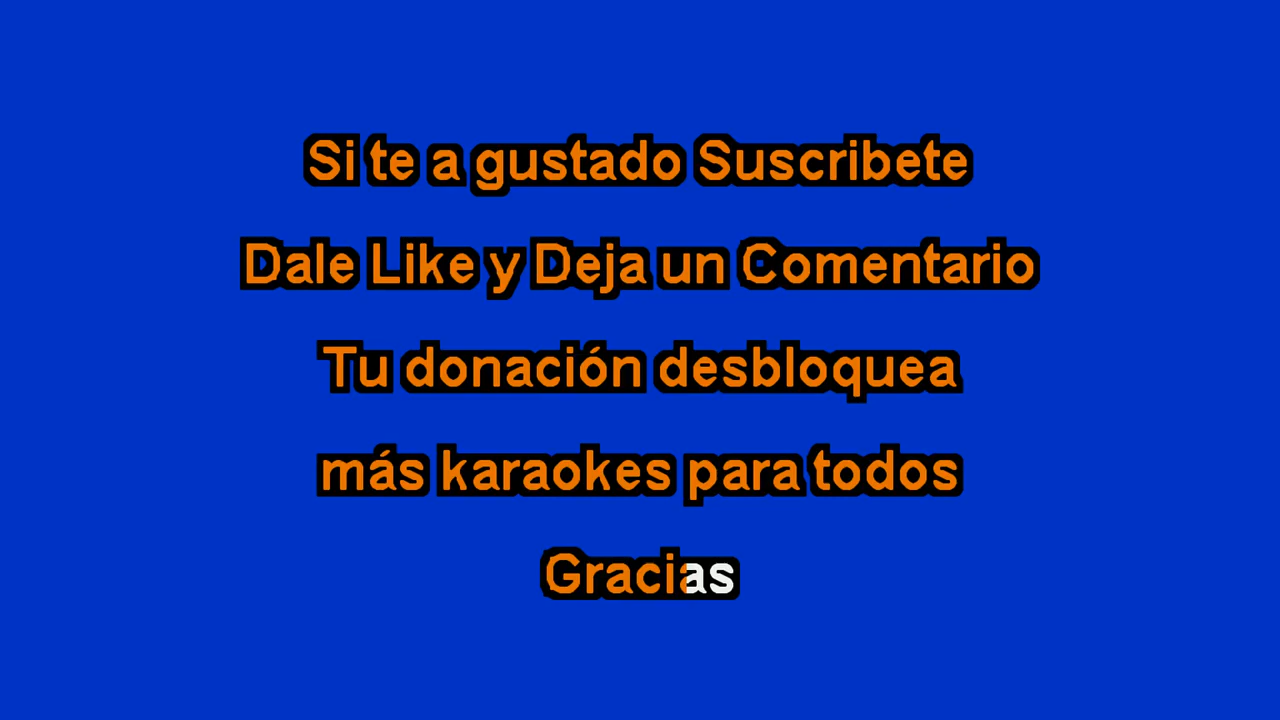 Si te a gustado Suscribete
Dale Like y Deja un Comentario
Tu donación desbloquea
más karaokes para todos
Gracias